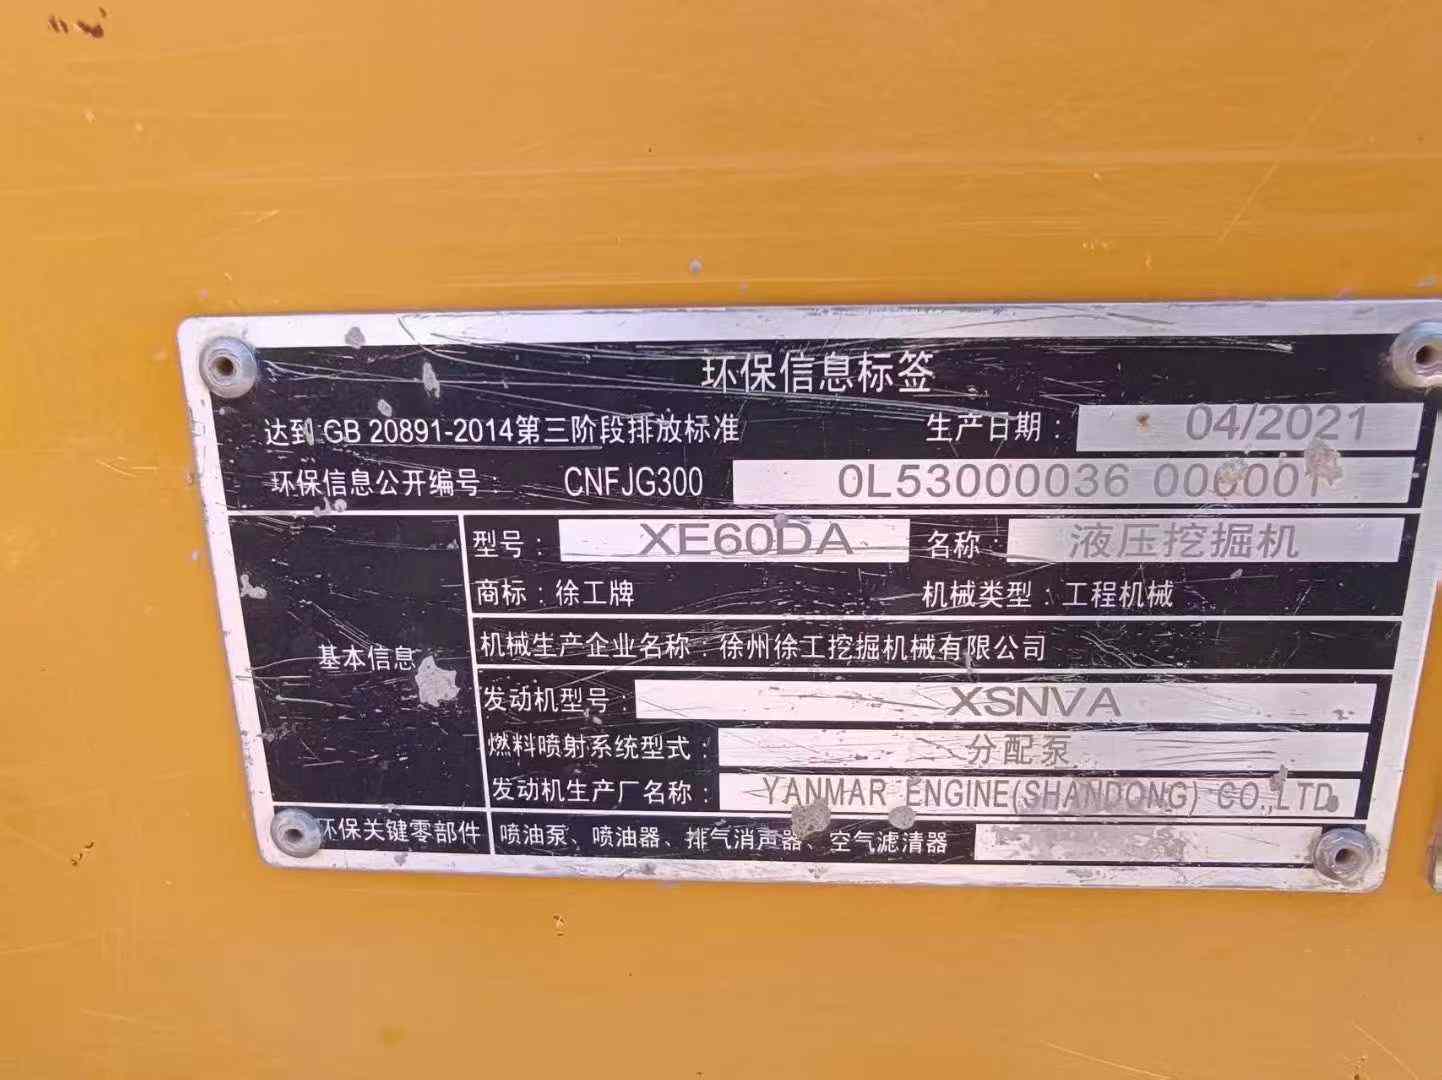 环保信息标签
达到 GB 20891-2014第三阶段排放标准 生产日期： 04/2021
环保信息公开编号： CNFJG300 0L53000036 000001
基本信息
型号： XE60DA 名称： 液压挖掘机
商标：徐工牌 机械类型：工程机械
机械生产企业名称：徐州徐工挖掘机械有限公司
发动机型号： XSNVA
燃料喷射系统型式： 分配泵
发动机生产厂名称： YANMAR ENGINE(SHANDONG) CO.,LTD.
环保关键零部件 喷油泵、喷油器、排气消声器、空气滤清器